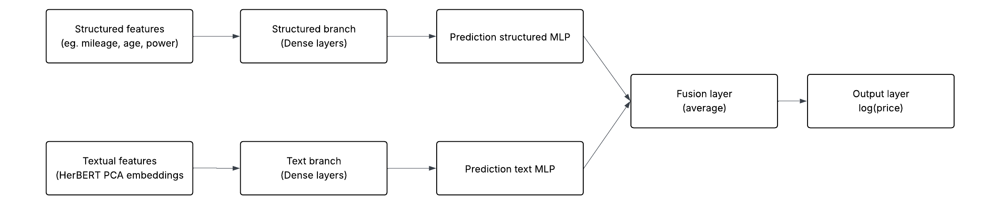 Structured features
(eg. mileage, age, power)
Structured branch
(Dense layers)
Prediction structured MLP
Fusion layer
(average)
Output layer
log(price)
Textual features
(HerBERT PCA embeddings
Text branch
(Dense layers)
Prediction text MLP